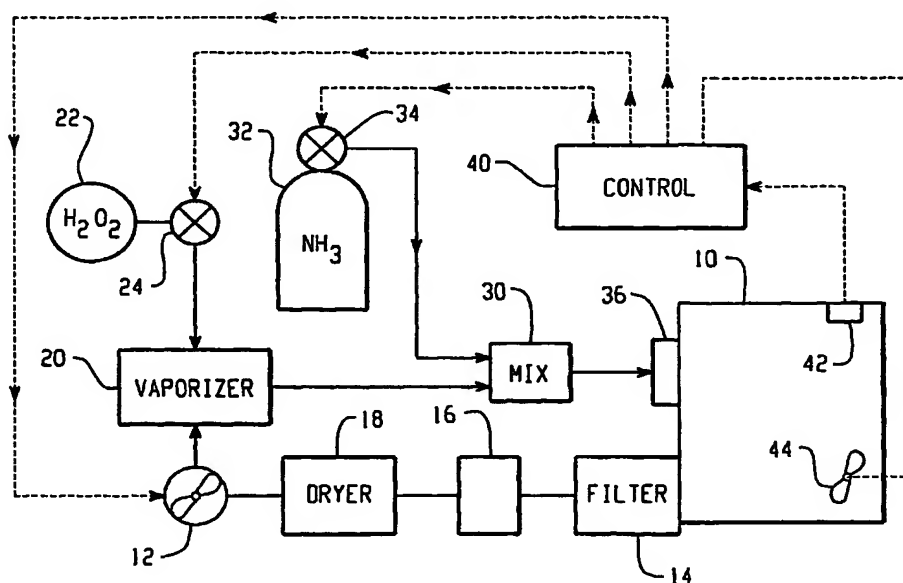 22
32
34
40
CONTROL
H2O2
24
NH3
10
36
30
42
20
VAPORIZER
MIX
18
16
44
DRYER
FILTER
12
14